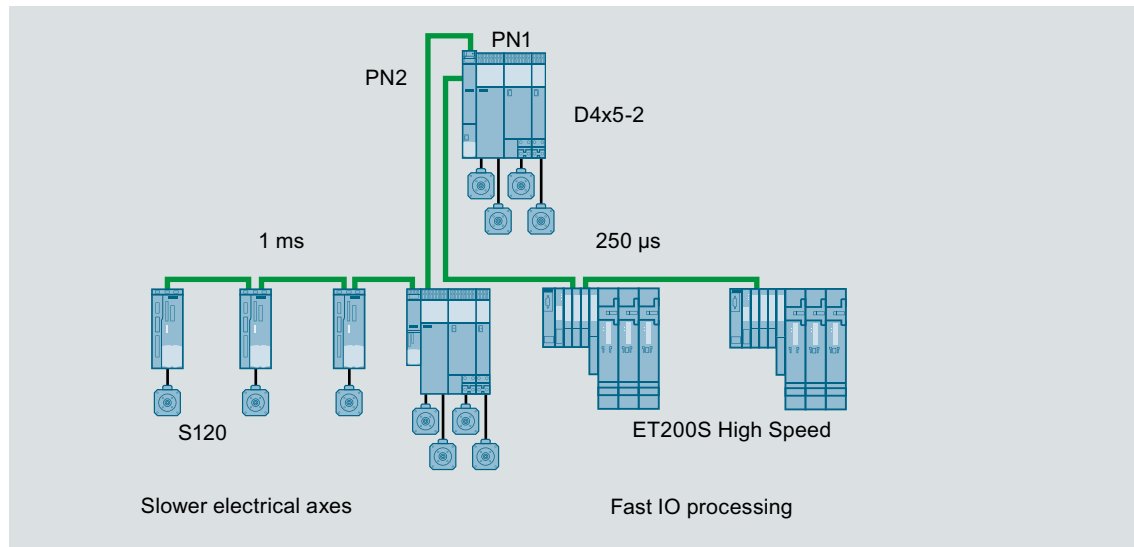 PN1
PN2
D4x5-2
1 ms
250 µs
S120
ET200S High Speed
Slower electrical axes
Fast IO processing